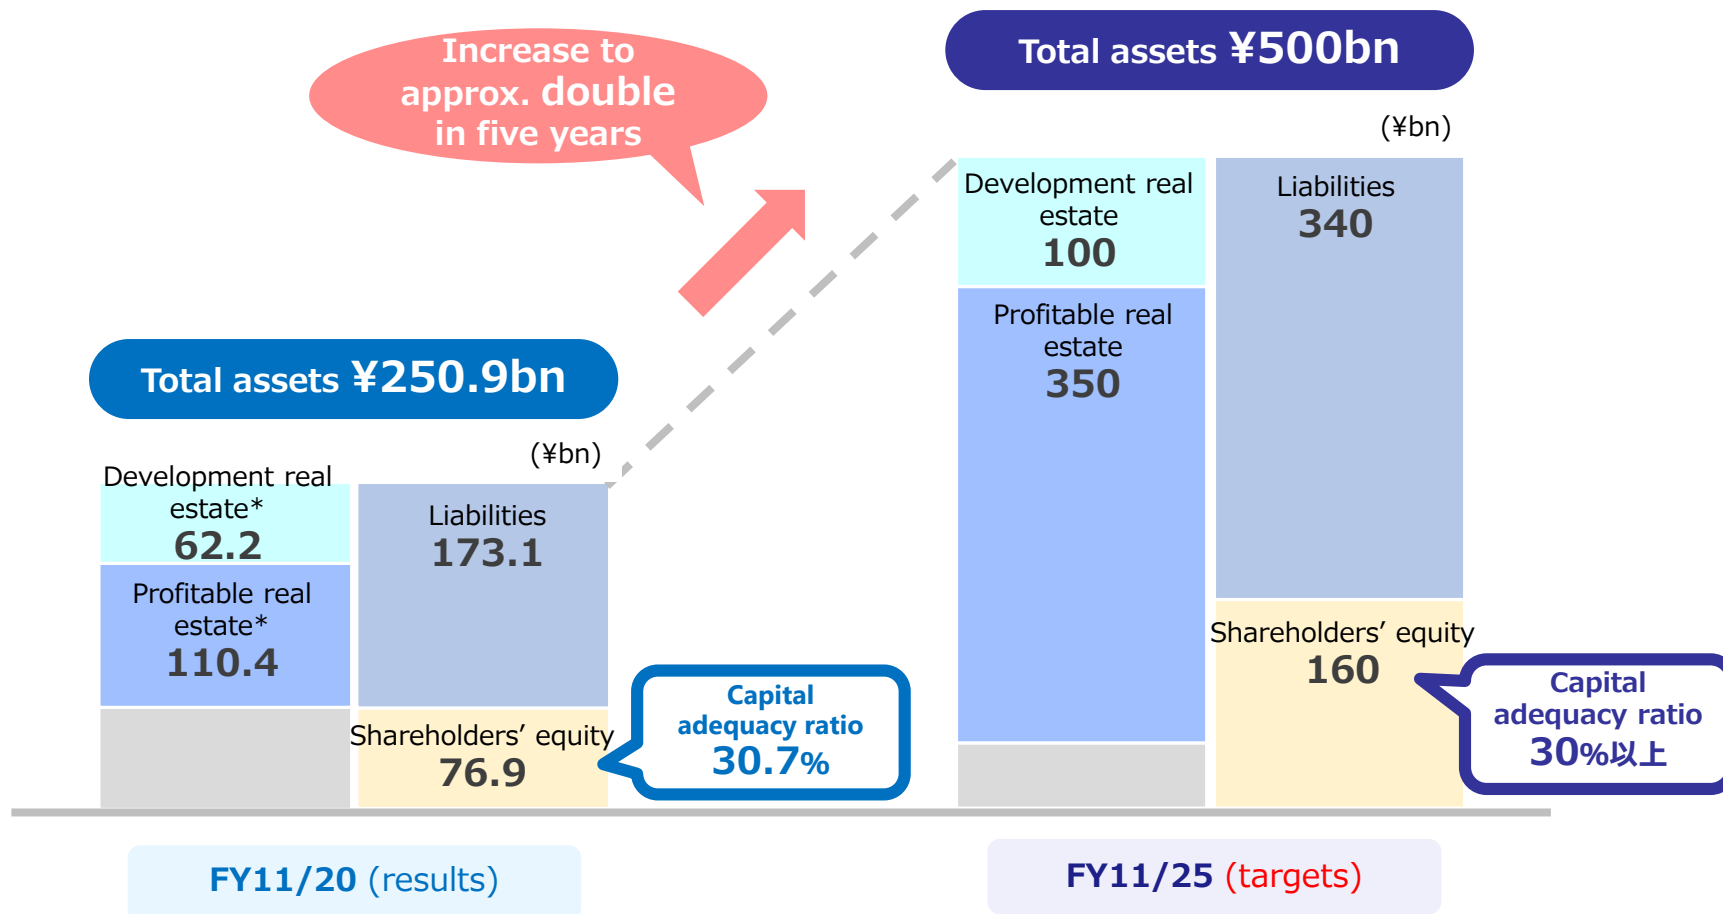 Increase to
approx. double
in five years
Total assets ¥500bn
(¥bn)
Development real
estate
100
Profitable real
estate
350
Liabilities
340
Shareholders’ equity
160
Capital
adequacy ratio
30%以上
Total assets ¥250.9bn
(¥bn)
Development real
estate*
62.2
Profitable real
estate*
110.4
Liabilities
173.1
Shareholders’ equity
76.9
Capital
adequacy ratio
30.7%
FY11/20 (results)
FY11/25 (targets)